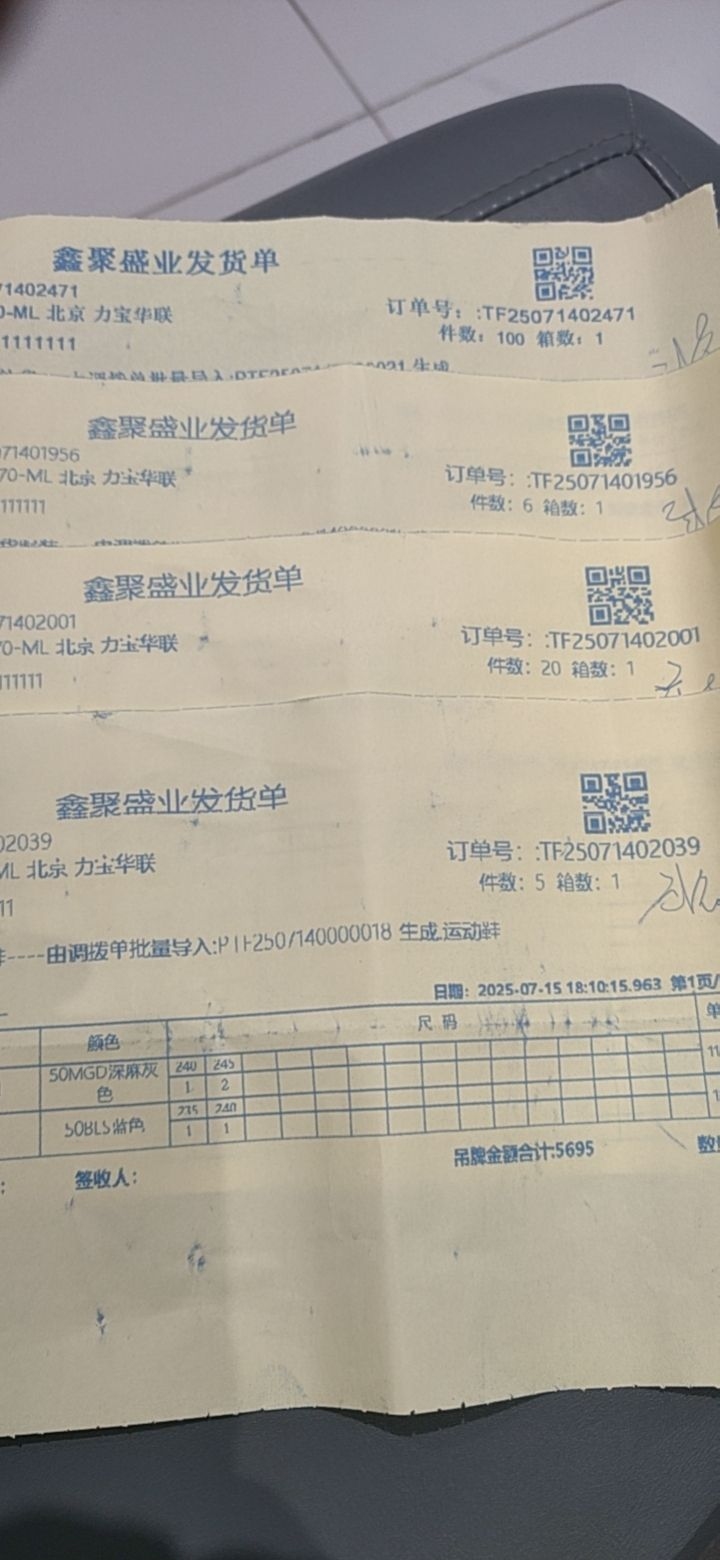 鑫聚盛业发货单
71402471
0-ML 北京 力宝华联
1111111
订单号：:TF25071402471
件数：100 箱数：1
鑫聚盛业发货单
071401956
70-ML 北京 力宝华联
111111
订单号：:TF25071401956
件数：6 箱数：1
鑫聚盛业发货单
71402001
0-ML 北京 力宝华联
111111
订单号：:TF25071402001
件数：20 箱数：1
鑫聚盛业发货单
02039
ML 北京 力宝华联
11
订单号：:TF25071402039
件数：5 箱数：1
----由调拨单批量导入:PTF2507140000018 生成,运动鞋
日期：2025-07-15 18:10:15.963 第1页/
颜色 尺码 单
50MGD深麻灰色 240 245
1 2
50BLS蓝色 235 240
1 1
签收人：
吊牌金额合计:5695